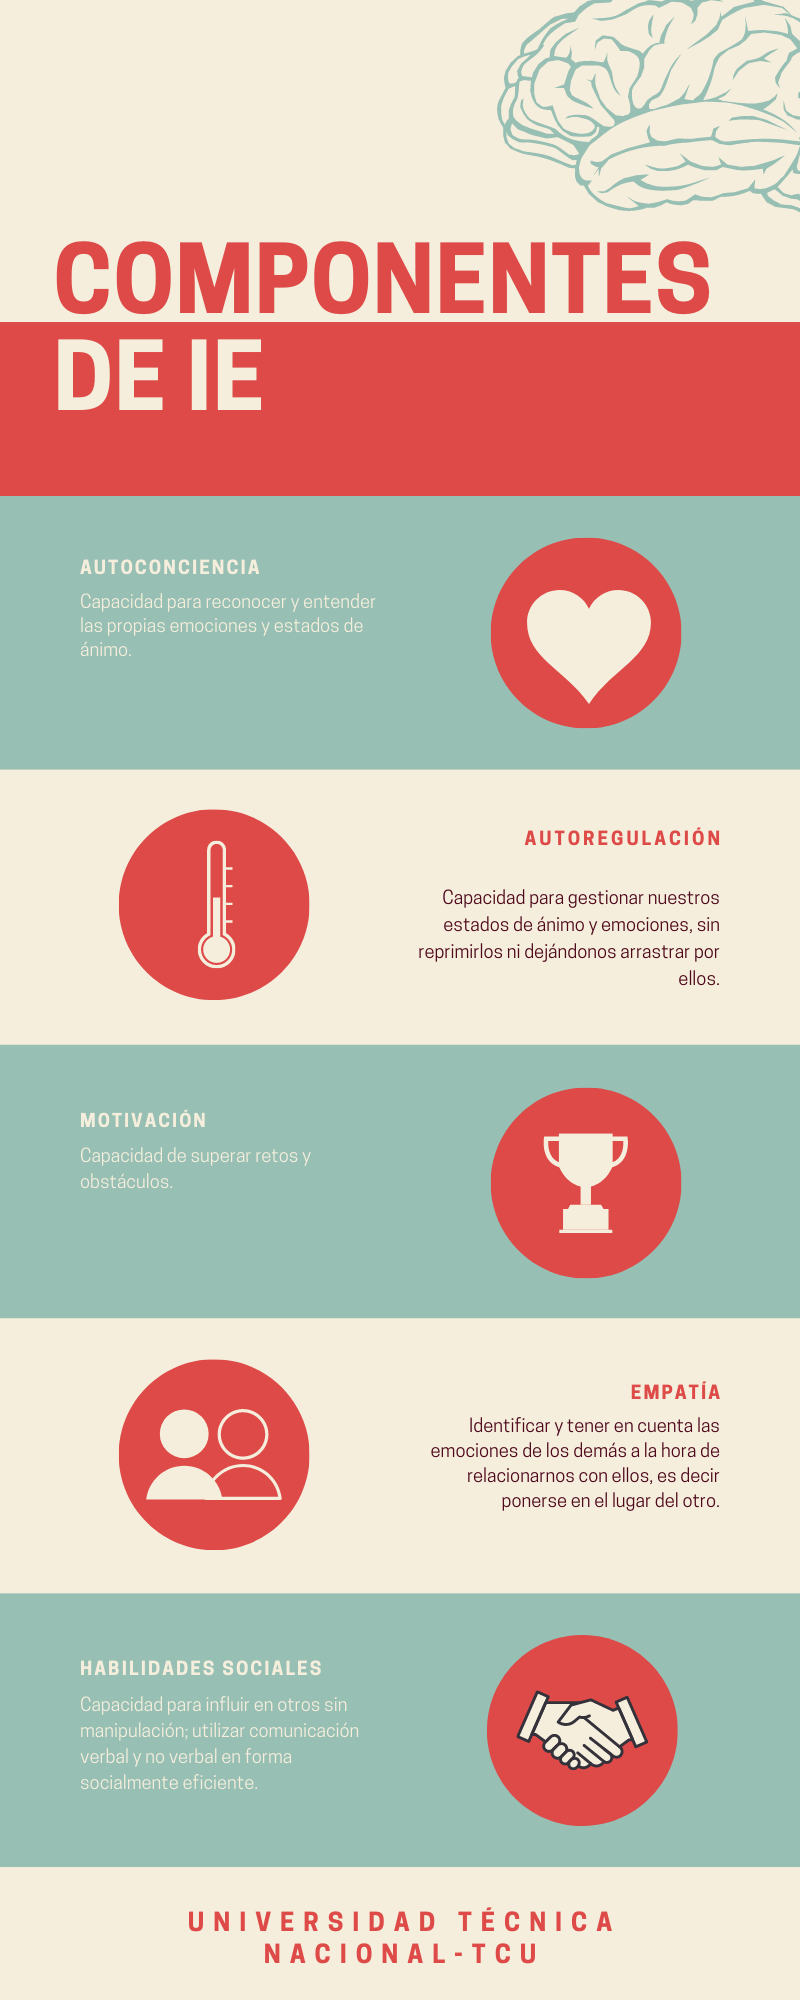 COMPONENTES
DE IE
AUTOCONCIENCIA
Capacidad para reconocer y entender
las propias emociones y estados de
ánimo.
AUTOREGULACIÓN
Capacidad para gestionar nuestros
estados de ánimo y emociones, sin
reprimirlos ni dejándonos arrastrar por
ellos.
MOTIVACIÓN
Capacidad de superar retos y
obstáculos.
EMPATÍA
Identificar y tener en cuenta las
emociones de los demás a la hora de
relacionarnos con ellos, es decir
ponerse en el lugar del otro.
HABILIDADES SOCIALES
Capacidad para influir en otros sin
manipulación; utilizar comunicación
verbal y no verbal en forma
socialmente eficiente.
UNIVERSIDAD TÉCNICA
NACIONAL-TCU